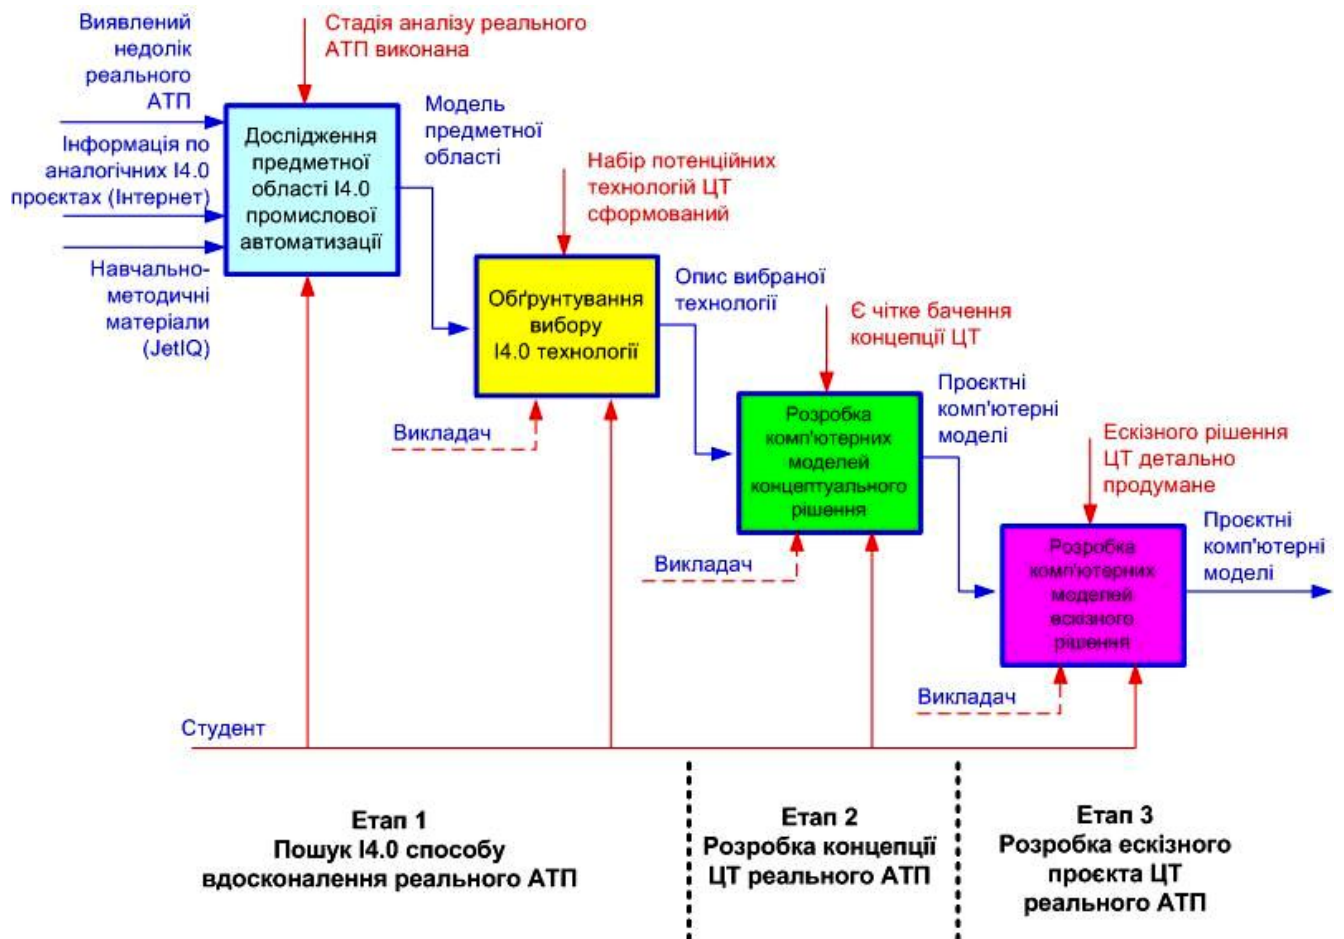 Виявлений
недолік
реального
АТП
Стадія аналізу реального
АТП виконана
Інформація по
аналогічних І4.0
проєктах (Інтернет)
Навчально-
методичні
матеріали
(JetIQ)
Дослідження
предметної
області І4.0
промислової
автоматизації
Модель
предметної
області
Набір потенційних
технологій ЦТ
сформований
Обґрунтування
вибору
І4.0 технології
Опис вибраної
технології
Є чітке бачення
концепції ЦТ
Викладач
Розробка
комп'ютерних
моделей
концептуального
рішення
Проєктні
комп'ютерні
моделі
Ескізного рішення
ЦТ детально
продумане
Викладач
Розробка
комп'ютерних
моделей
ескізного
рішення
Проєктні
комп'ютерні
моделі
Викладач
Студент
Етап 1
Пошук І4.0 способу
вдосконалення реального АТП
Етап 2
Розробка концепції
ЦТ реального АТП
Етап 3
Розробка ескізного
проєкта ЦТ
реального АТП